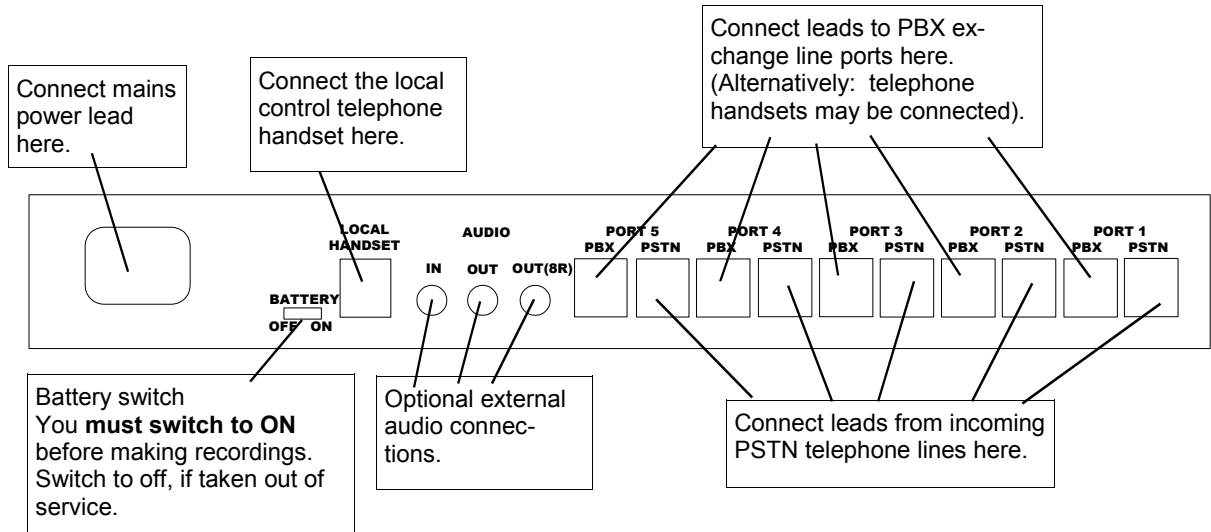 Connect leads to PBX ex-
change line ports here.
(Alternatively: telephone
handsets may be connected).
Connect the local
control telephone
handset here.
Connect mains
power lead
here.
LOCAL
HANDSET
AUDIO
IN OUT OUT(8R)
PORT 5 PORT 4 PORT 3 PORT 2 PORT 1
PBX PSTN PBX PSTN PBX PSTN PBX PSTN PBX PSTN
BATTERY
OFF ON
Battery switch
You must switch to ON
before making recordings.
Switch to off, if taken out of
service.
Optional external
audio connec-
tions.
Connect leads from incoming
PSTN telephone lines here.